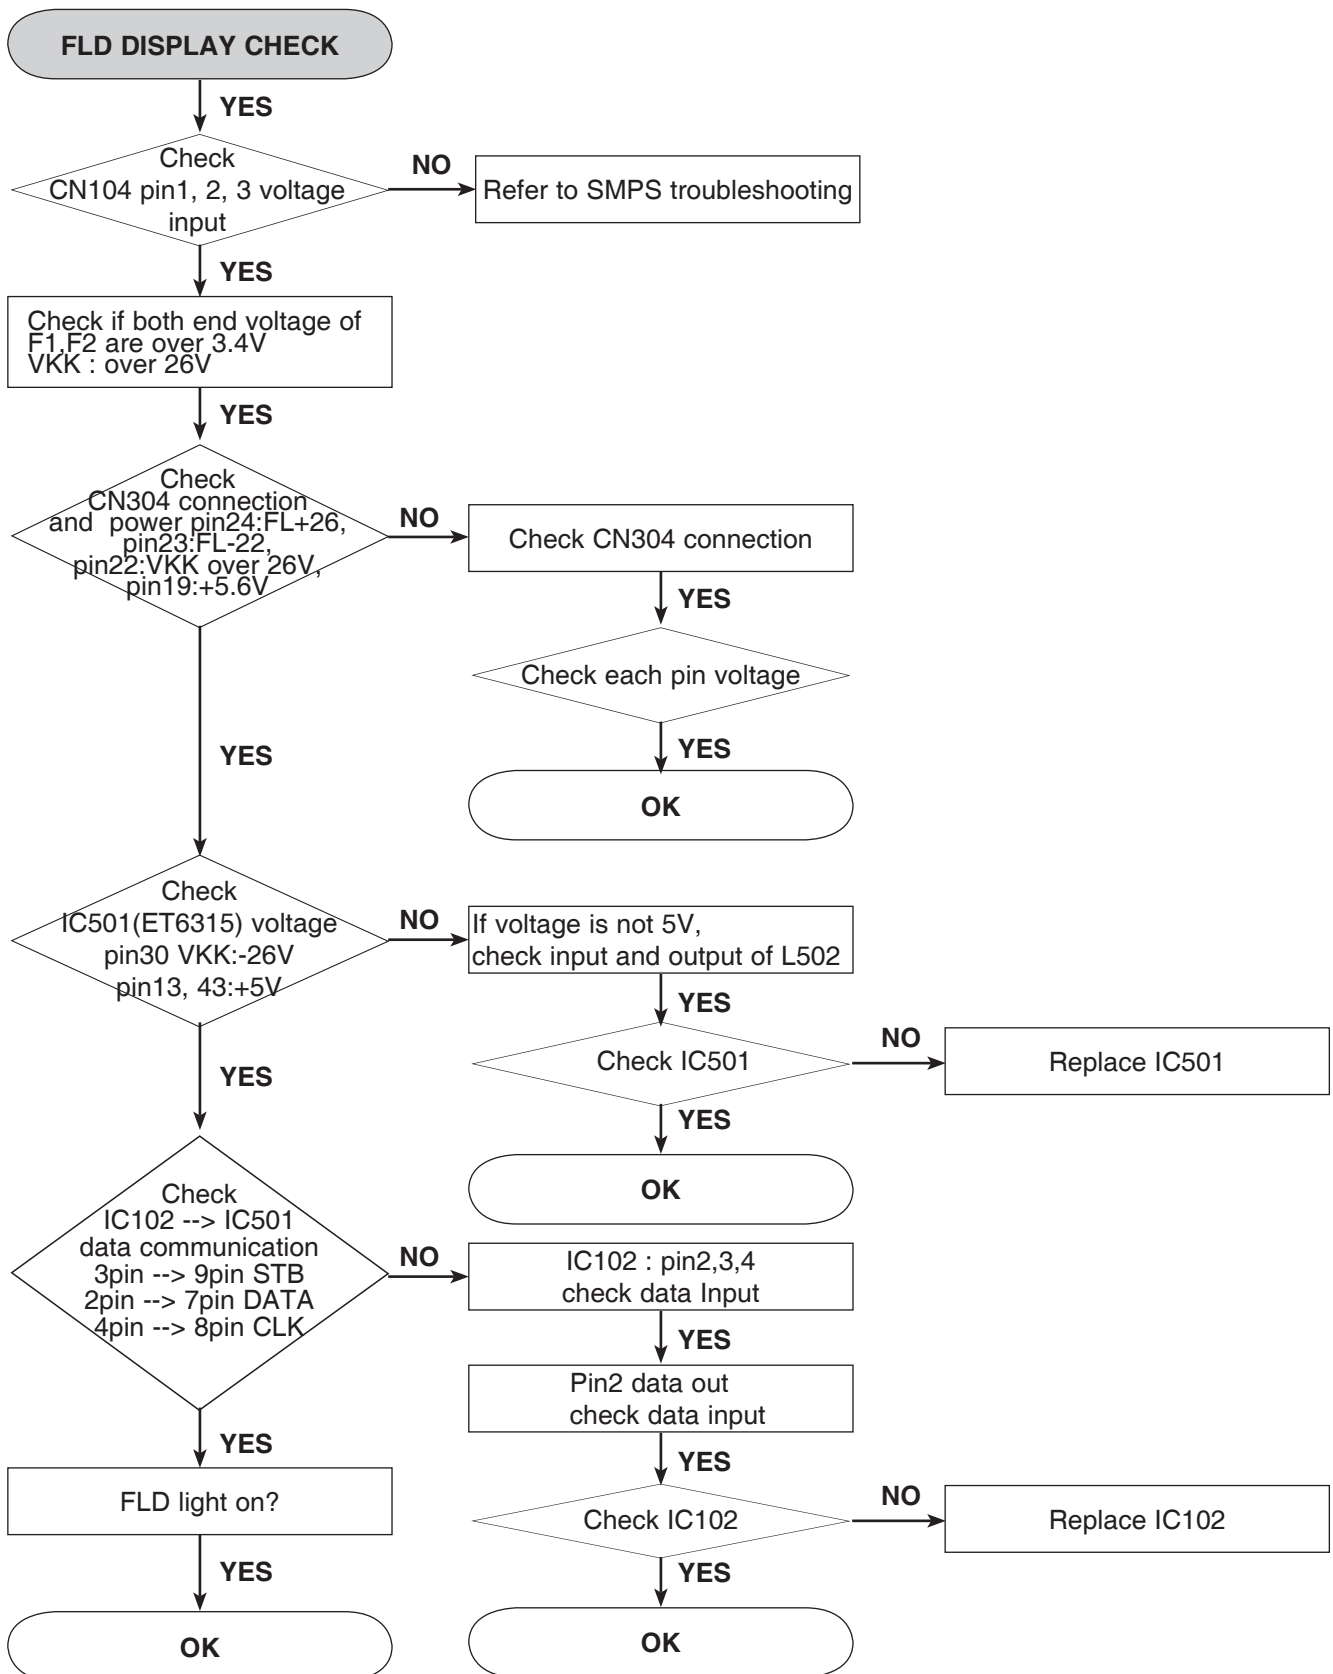 FLD DISPLAY CHECK
YES
Check
CN104 pin1, 2, 3 voltage
input
NO
Refer to SMPS troubleshooting
YES
Check if both end voltage of
F1,F2 are over 3.4V
VKK : over 26V
YES
Check
CN304 connection
and power pin24:FL+26,
pin23:FL-22,
pin22:VKK over 26V,
pin19:+5.6V
NO
Check CN304 connection
YES
Check each pin voltage
YES
OK
YES
Check
IC501(ET6315) voltage
pin30 VKK:-26V
pin13, 43:+5V
NO
If voltage is not 5V,
check input and output of L502
YES
Check IC501
NO
Replace IC501
YES
OK
YES
Check
IC102 --> IC501
data communication
3pin --> 9pin STB
2pin --> 7pin DATA
4pin --> 8pin CLK
NO
IC102 : pin2,3,4
check data Input
YES
Pin2 data out
check data input
YES
Check IC102
NO
Replace IC102
YES
OK
YES
FLD light on?
YES
OK